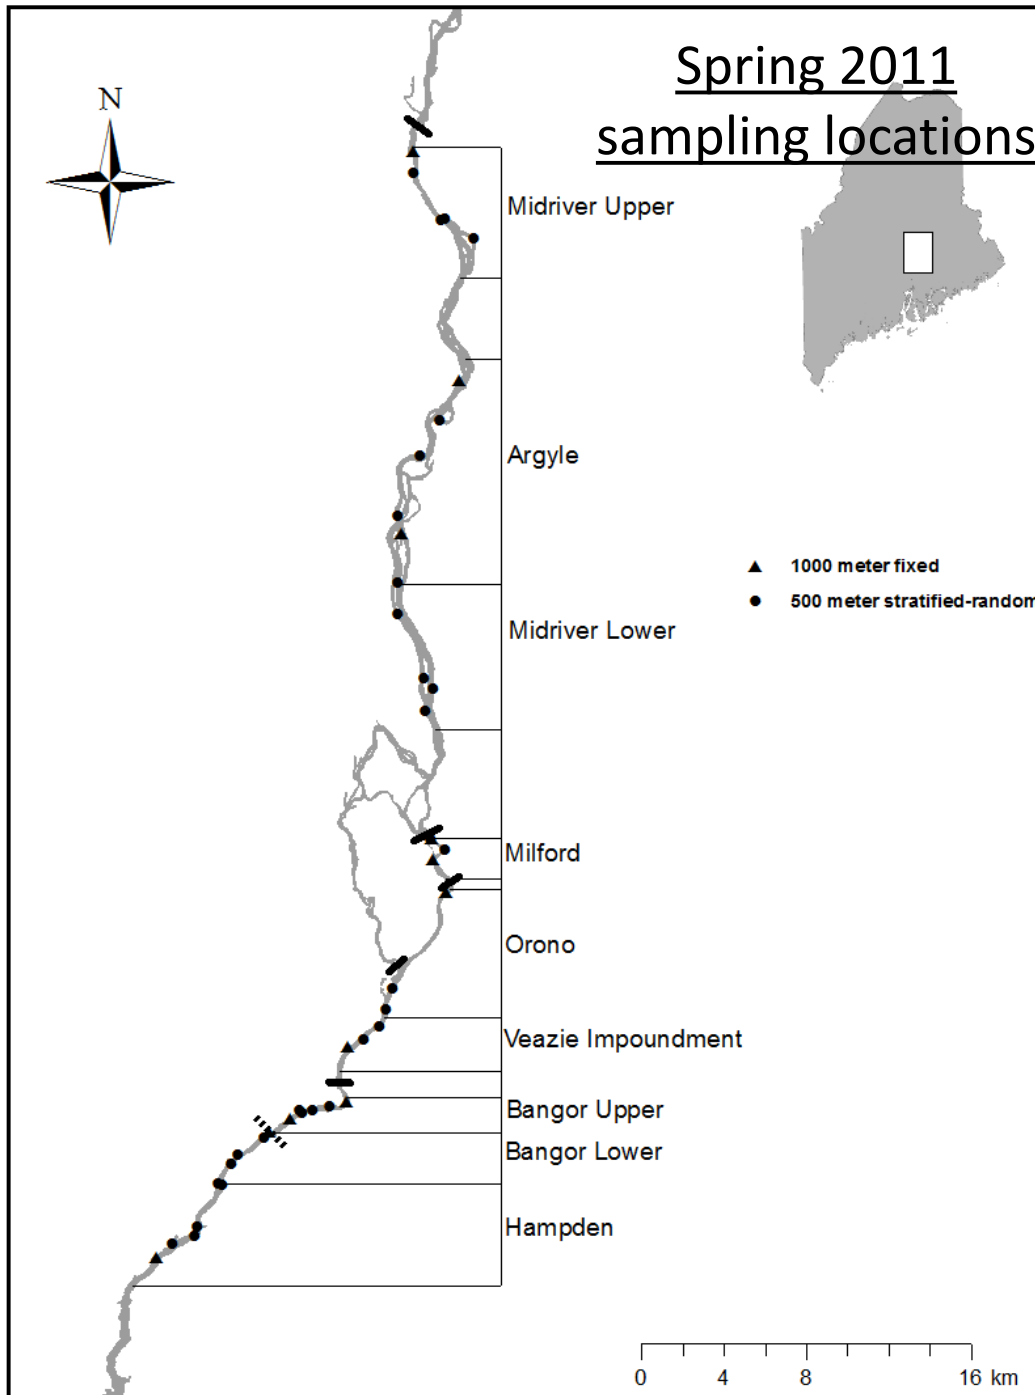 Spring 2011
sampling locations
N
Midriver Upper
Argyle
1000 meter fixed
500 meter stratified-random
Midriver Lower
Milford
Orono
Veazie Impoundment
Bangor Upper
Bangor Lower
Hampden
0 4 8 16 km